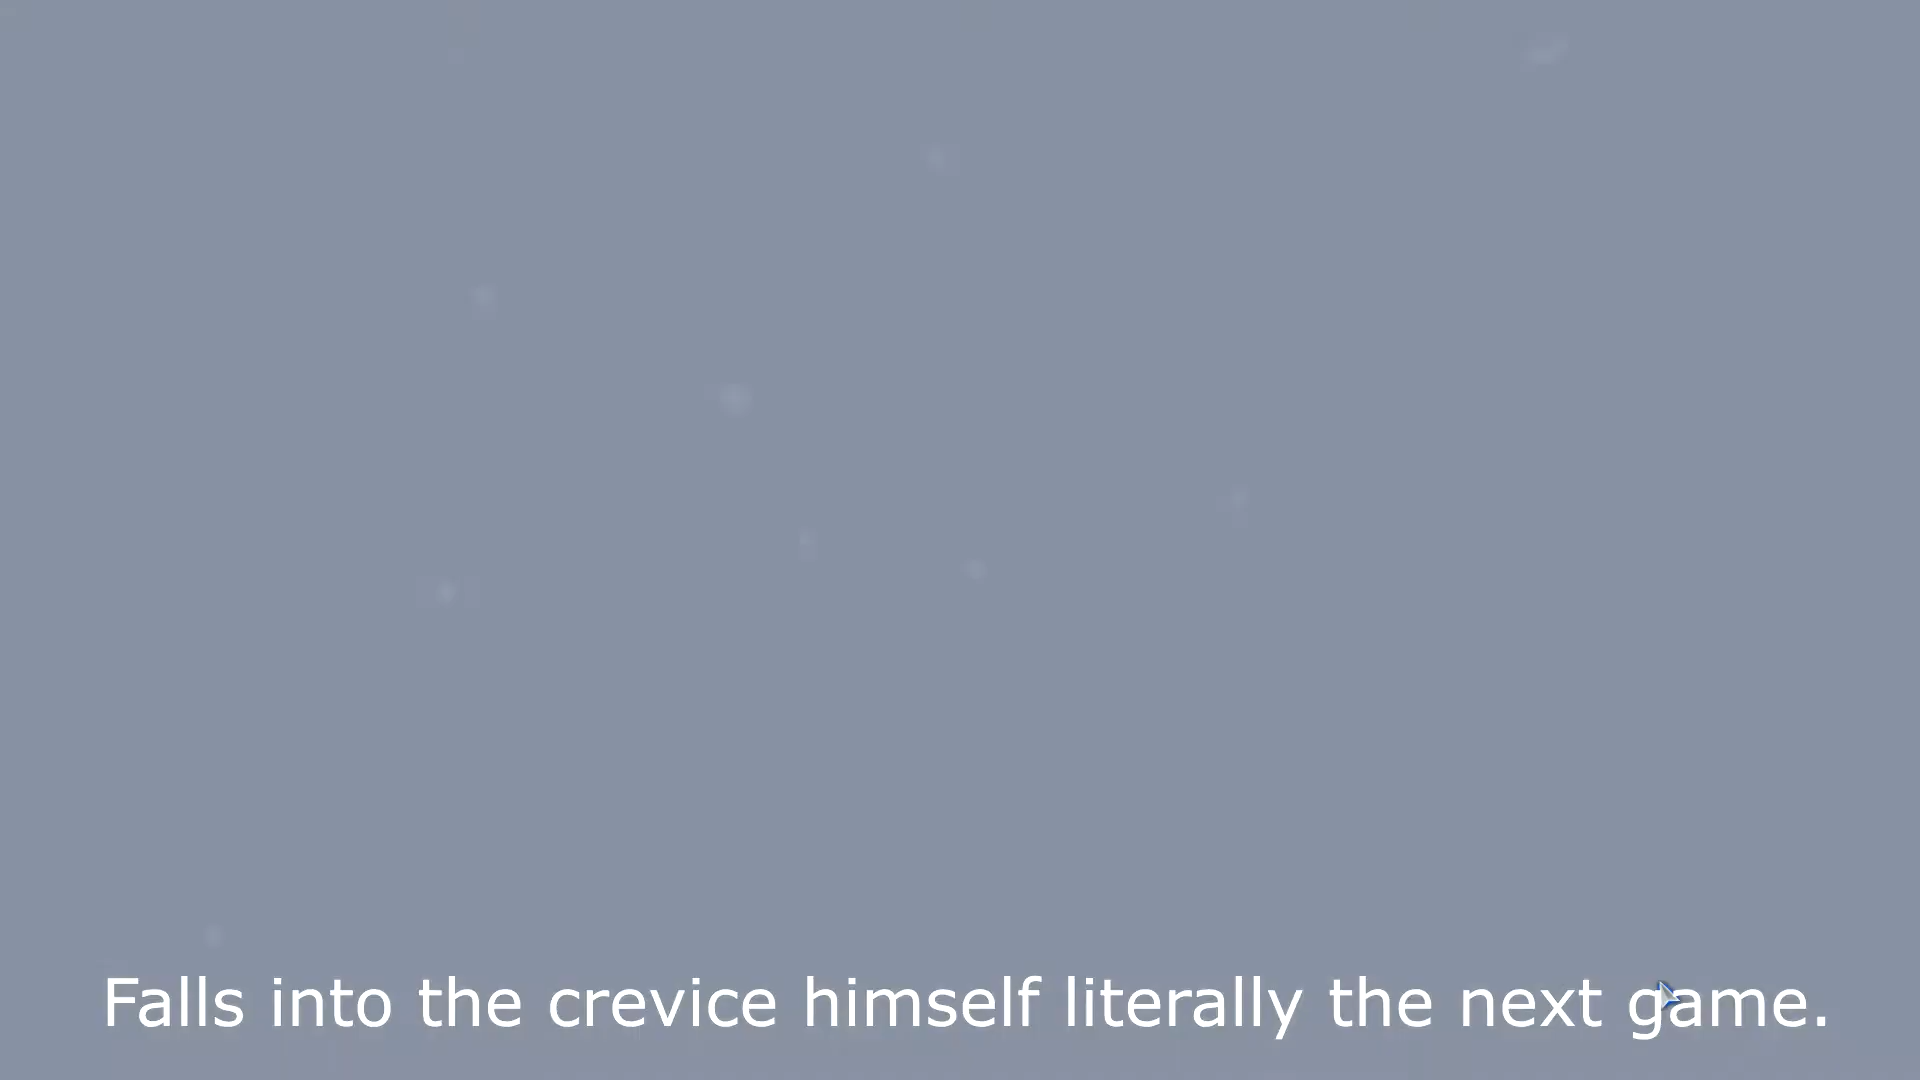 Falls into the crevice himself literally the next game.